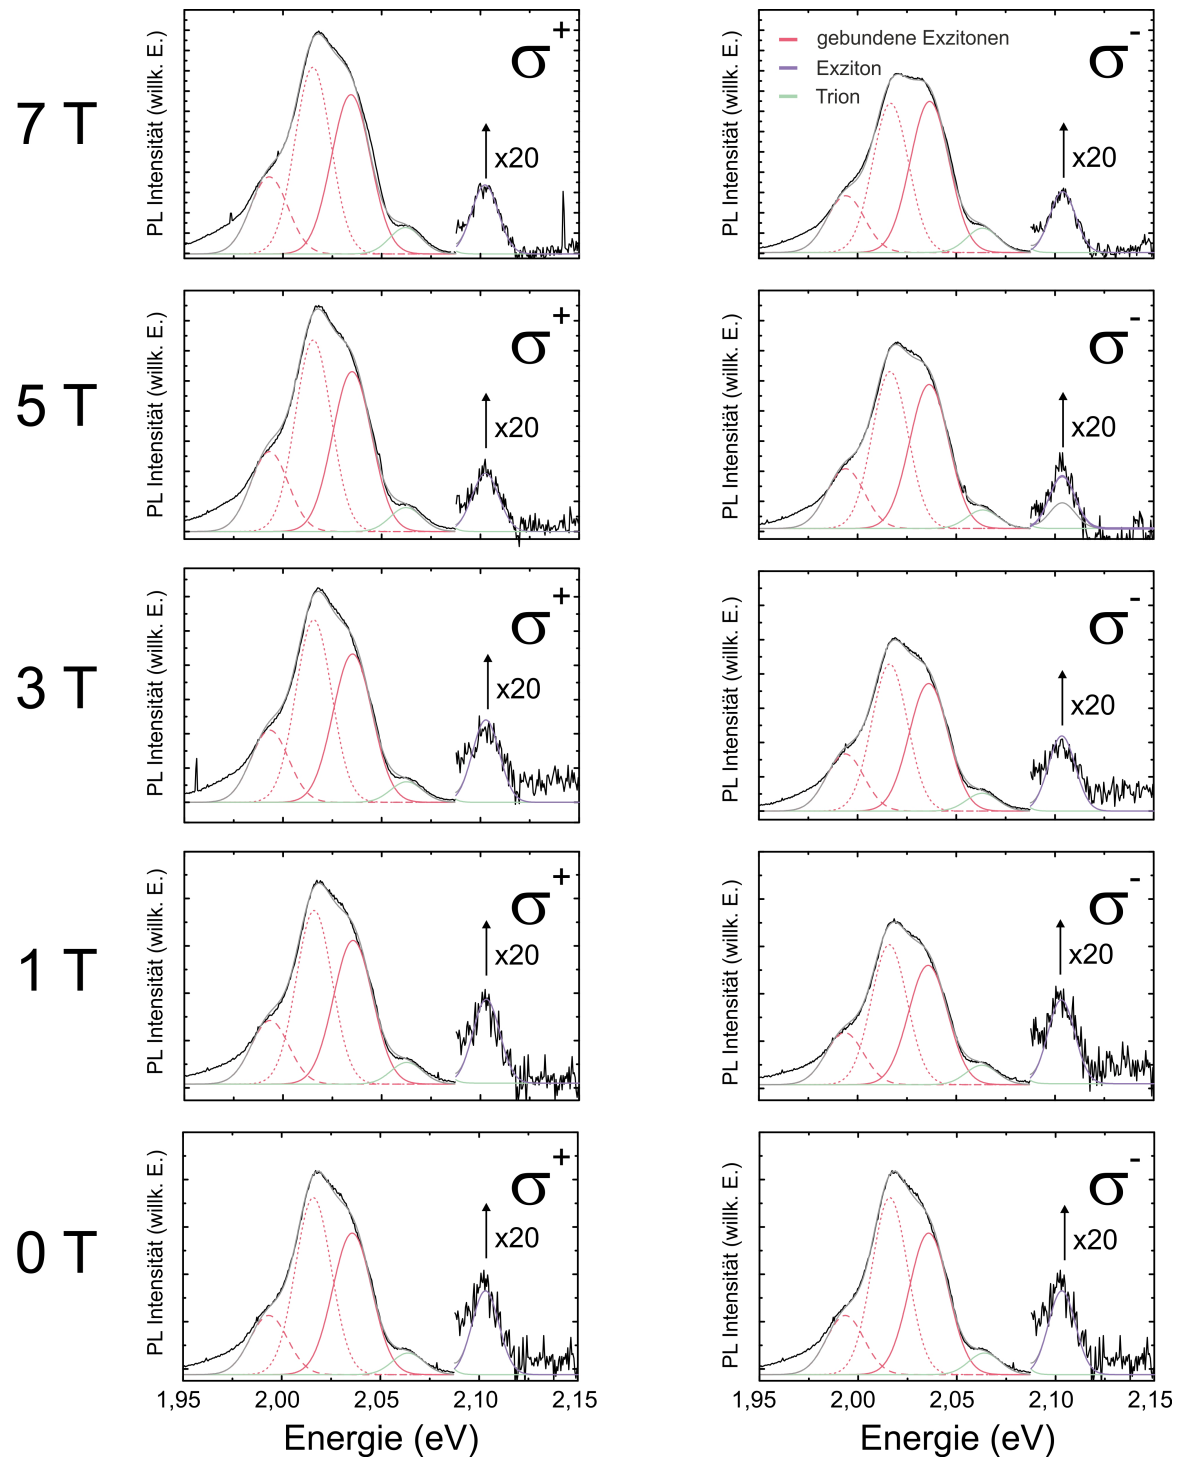 7 T
PL Intensität (willk. E.)
σ+
x20
PL Intensität (willk. E.)
gebundene Exzitonen
Exziton
Trion
σ-
x20
5 T
PL Intensität (willk. E.)
σ+
x20
PL Intensität (willk. E.)
σ-
x20
3 T
PL Intensität (willk. E.)
σ+
x20
PL Intensität (willk. E.)
σ-
x20
1 T
PL Intensität (willk. E.)
σ+
x20
PL Intensität (willk. E.)
σ-
x20
0 T
PL Intensität (willk. E.)
σ+
x20
PL Intensität (willk. E.)
σ-
x20
1,95 2,00 2,05 2,10 2,15
1,95 2,00 2,05 2,10 2,15
Energie (eV)
Energie (eV)